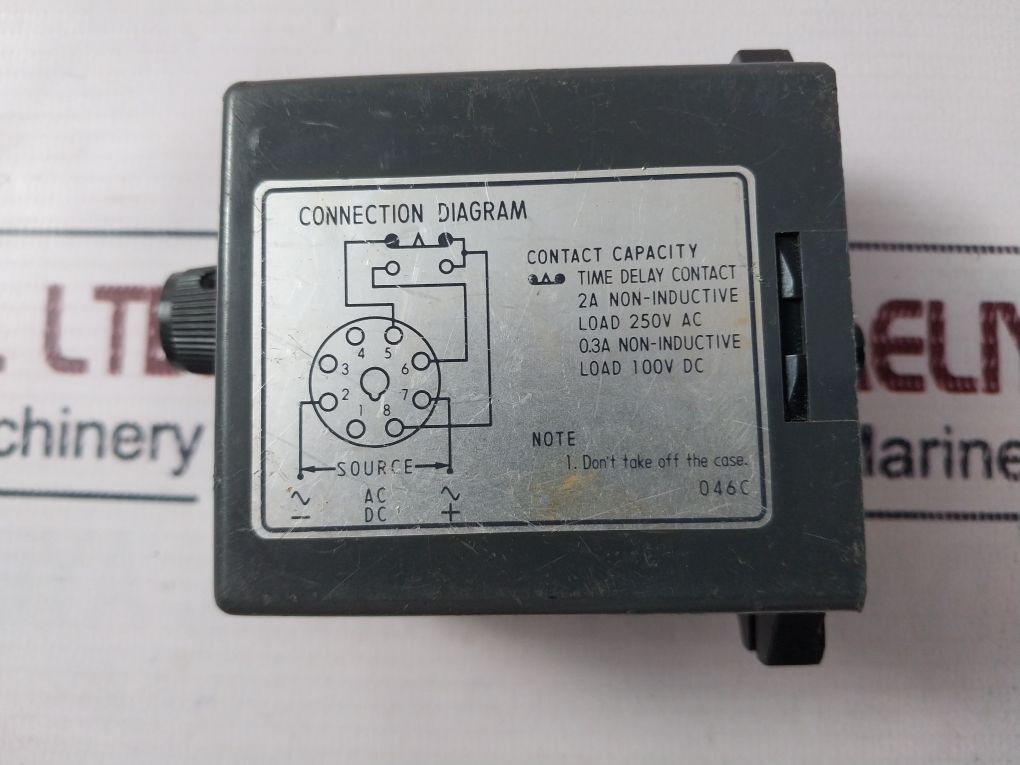 CONNECTION DIAGRAM
CONTACT CAPACITY
TIME DELAY CONTACT
2A NON-INDUCTIVE
LOAD 250V AC
0.3A NON-INDUCTIVE
LOAD 100V DC
4 5
3 6
2 7
1 8
SOURCE
~ AC ~
− DC +
NOTE
1. Don't take off the case.
046C
LTE
chinery
ELIY
Marine